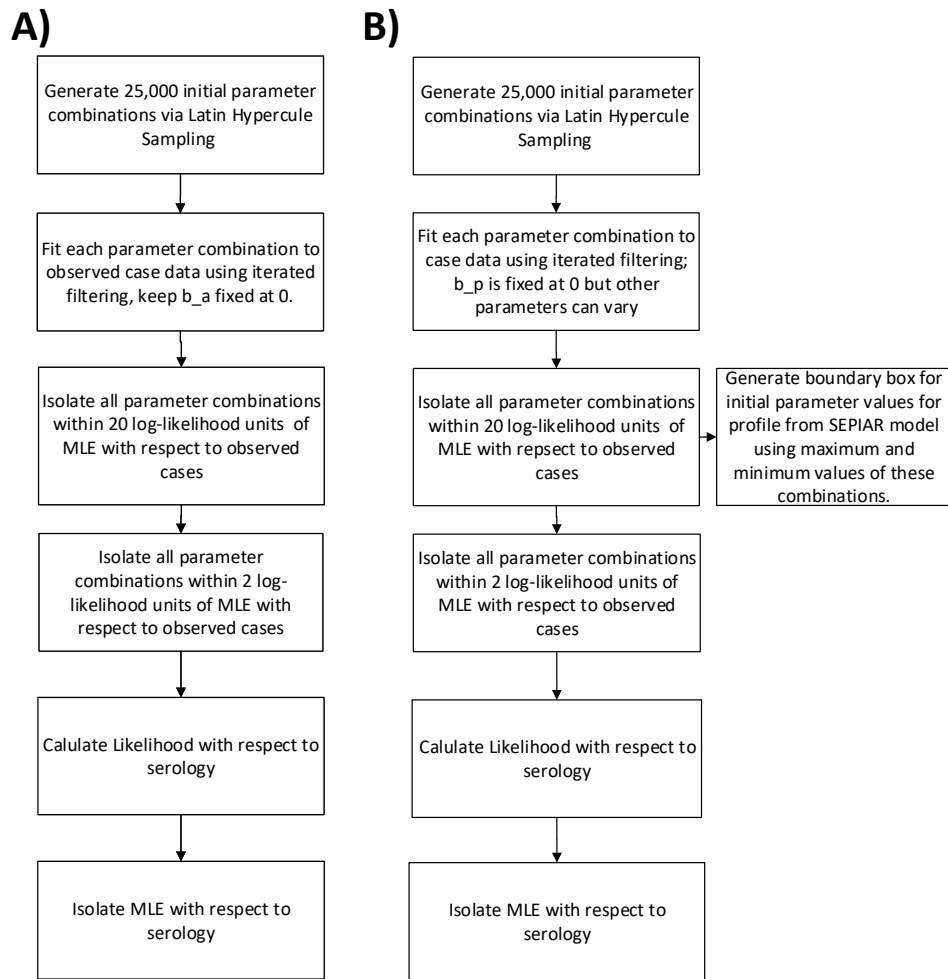 A)
Generate 25,000 initial parameter
combinations via Latin Hypercule
Sampling
Fit each parameter combination to
observed case data using iterated
filtering, keep b_a fixed at 0.
Isolate all parameter combinations
within 20 log-likelihood units of
MLE with respect to observed
cases
Isolate all parameter
combinations within 2 log-
likelihood units of MLE with
respect to observed cases
Calulate Likelihood with respect to
serology
Isolate MLE with respect to
serology
B)
Generate 25,000 initial parameter
combinations via Latin Hypercule
Sampling
Fit each parameter combination to
case data using iterated filtering;
b_p is fixed at 0 but other
parameters can vary
Isolate all parameter combinations
within 20 log-likelihood units of
MLE with repsect to observed
cases
Generate boundary box for
initial parameter values for
profile from SEPIAR model
using maximum and
minimum values of these
combinations.
Isolate all parameter combinations
within 2 log-likelihood units of
MLE with respect to observed
cases
Calulate Likelihood with respect to
serology
Isolate MLE with respect to
serology